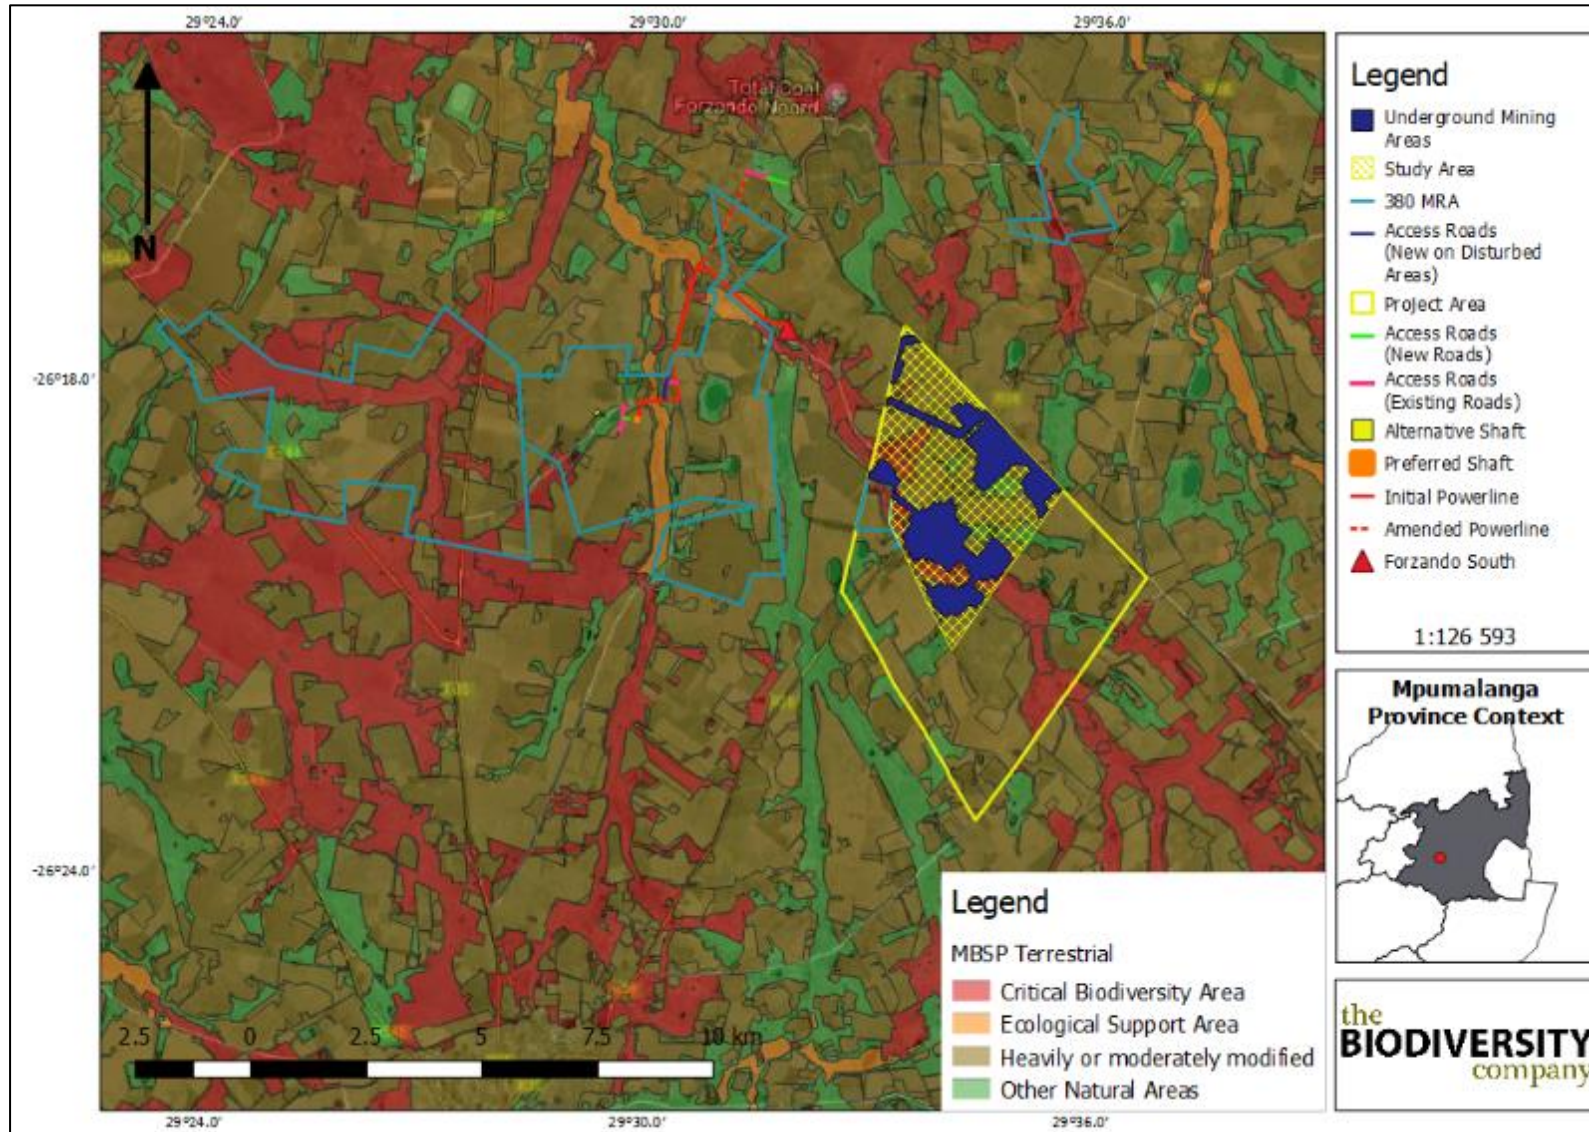 29°24.0'
29°30.0'
29°36.0'
Total Coal
Forzando Noord
N
-26°18.0'
-26°24.0'
2.5
0
2.5
5
7.5
10 km
29°24.0'
29°30.0'
29°36.0'
Legend
MBSP Terrestrial
Critical Biodiversity Area
Ecological Support Area
Heavily or moderately modified
Other Natural Areas
Legend
Underground Mining
Areas
Study Area
380 MRA
Access Roads
(New on Disturbed
Areas)
Project Area
Access Roads
(New Roads)
Access Roads
(Existing Roads)
Alternative Shaft
Preferred Shaft
Initial Powerline
Amended Powerline
Forzando South
1:126 593
Mpumalanga
Province Context
the
BIODIVERSITY
company